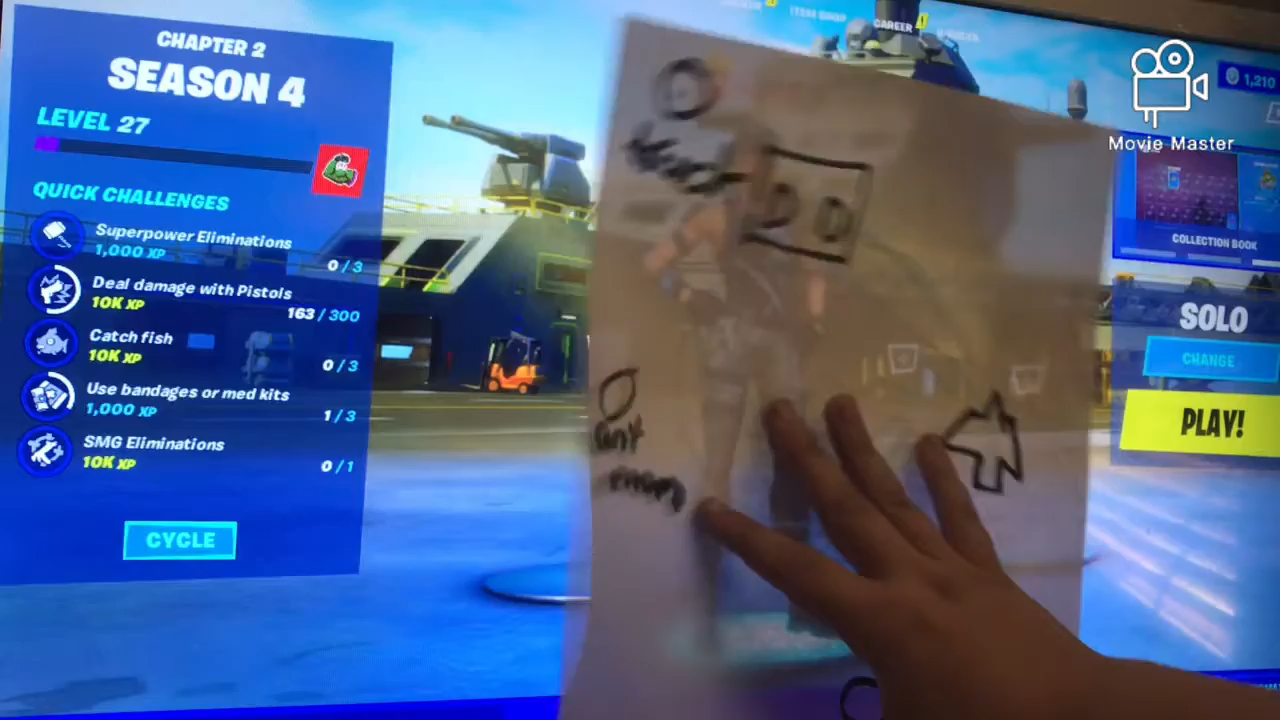 CHAPTER 2
SEASON 4
LEVEL 27
QUICK CHALLENGES
Superpower Eliminations
1,000 XP
0 / 3
Deal damage with Pistols
10K XP
163 / 300
Catch fish
10K XP
0 / 3
Use bandages or med kits
1,000 XP
1 / 3
SMG Eliminations
10K XP
0 / 1
CYCLE
ITEM SHOP
CAREER
1,210
Movie Master
COLLECTION BOOK
SOLO
CHANGE
PLAY!